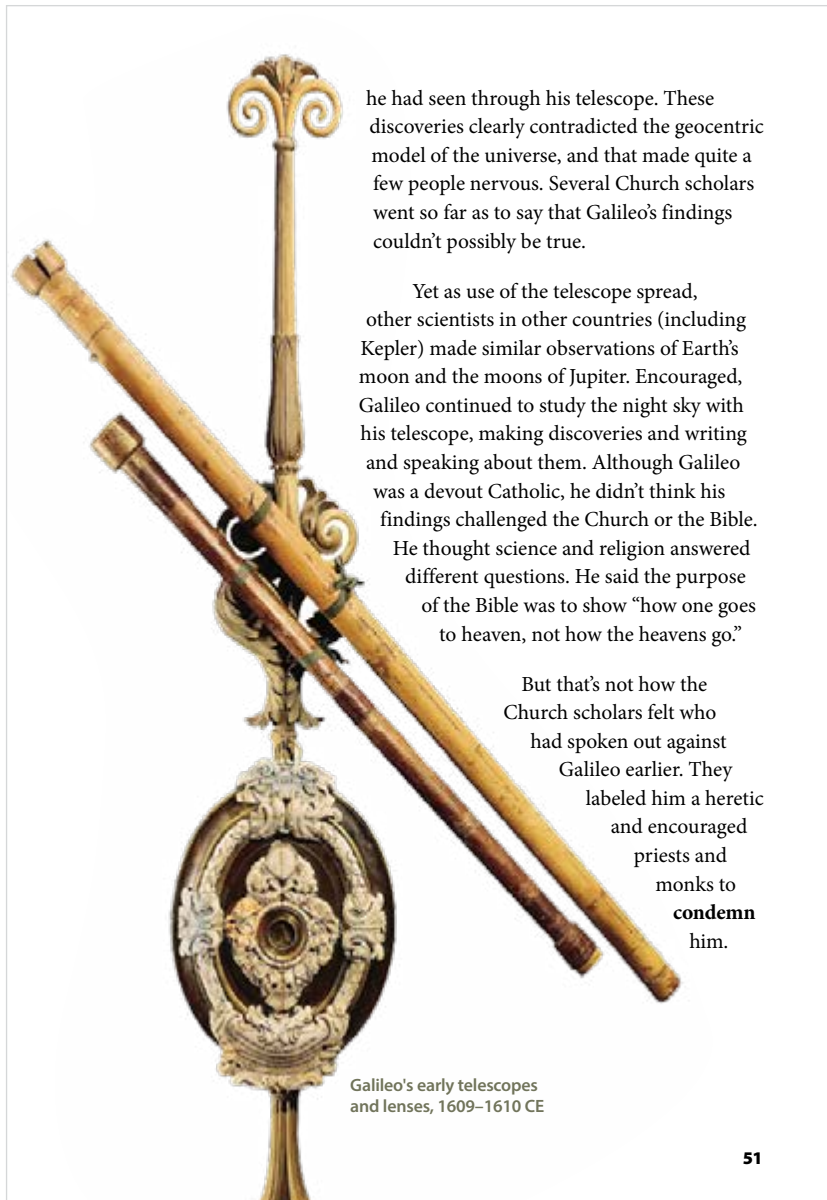 he had seen through his telescope. These
discoveries clearly contradicted the geocentric
model of the universe, and that made quite a
few people nervous. Several Church scholars
went so far as to say that Galileo’s findings
couldn’t possibly be true.
Yet as use of the telescope spread,
other scientists in other countries (including
Kepler) made similar observations of Earth’s
moon and the moons of Jupiter. Encouraged,
Galileo continued to study the night sky with
his telescope, making discoveries and writing
and speaking about them. Although Galileo
was a devout Catholic, he didn’t think his
findings challenged the Church or the Bible.
He thought science and religion answered
different questions. He said the purpose
of the Bible was to show “how one goes
to heaven, not how the heavens go.”
But that’s not how the
Church scholars felt who
had spoken out against
Galileo earlier. They
labeled him a heretic
and encouraged
priests and
monks to
condemn
him.
Galileo's early telescopes
and lenses, 1609–1610 CE
51